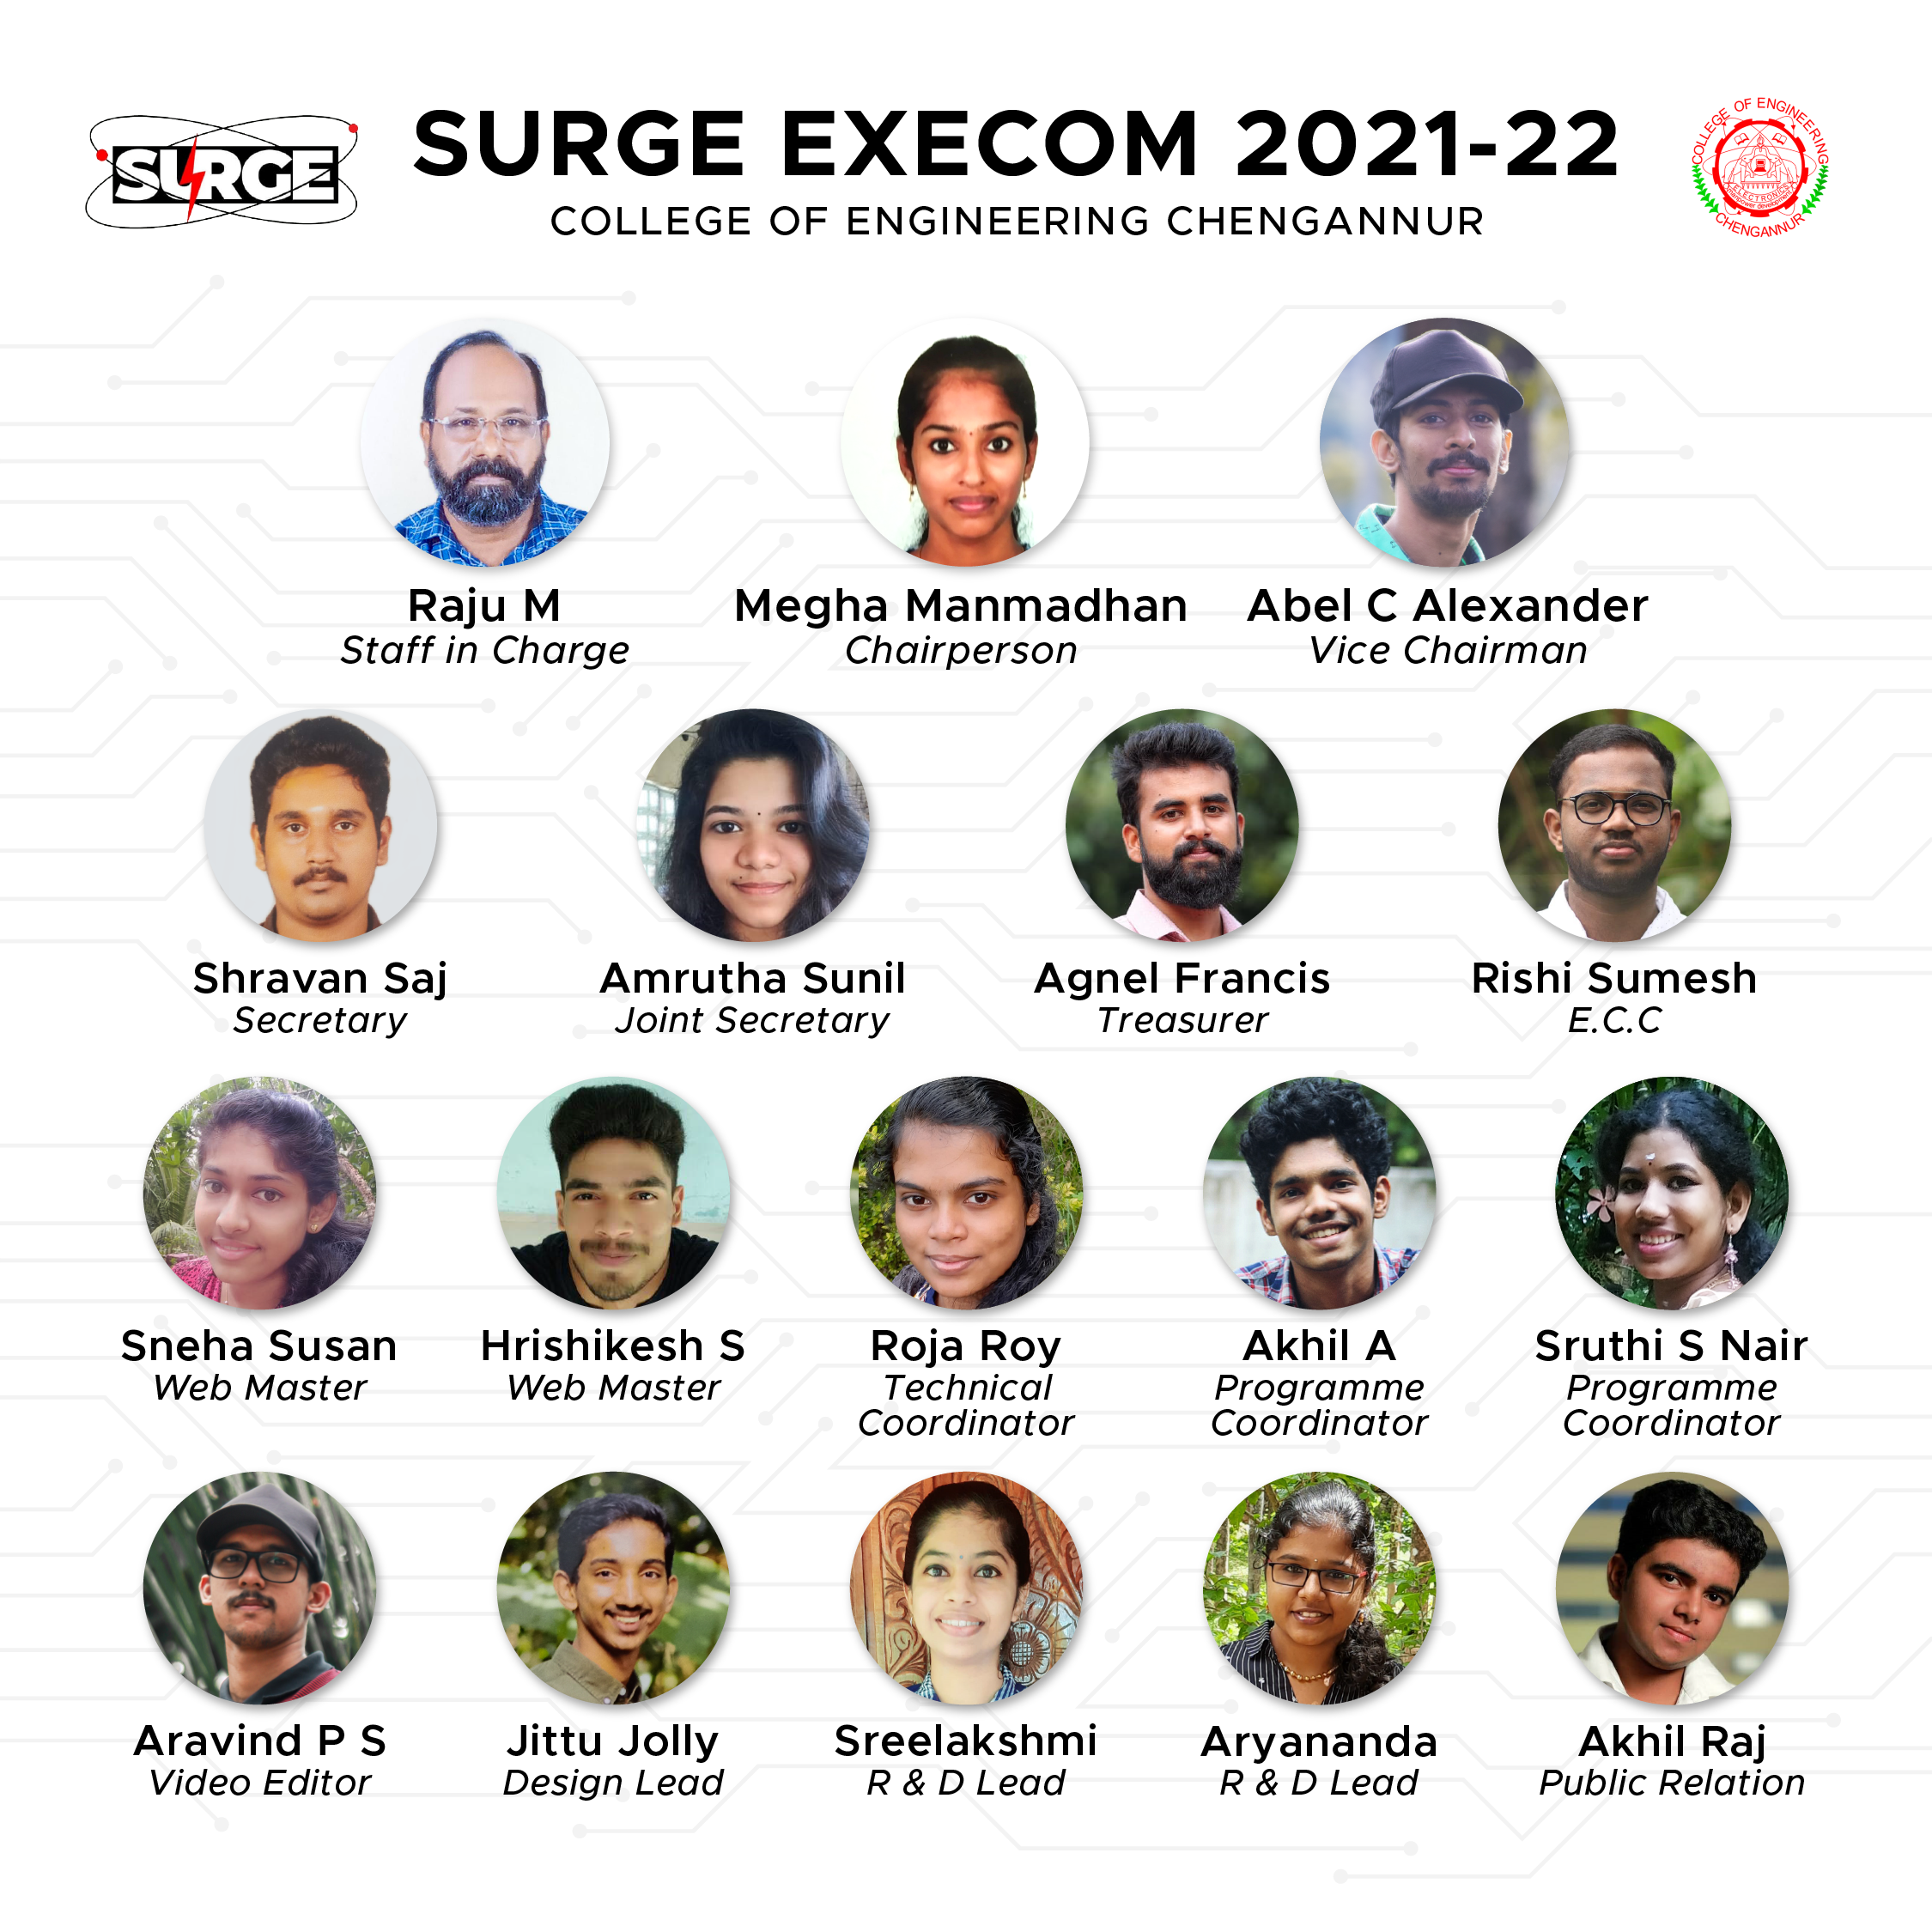 SURGE
SURGE EXECOM 2021-22
COLLEGE OF ENGINEERING CHENGANNUR
COLLEGE OF ENGINEERING
ELECTRONICS
CHENGANNUR
Raju M
Staff in Charge
Megha Manmadhan
Chairperson
Abel C Alexander
Vice Chairman
Shravan Saj
Secretary
Amrutha Sunil
Joint Secretary
Agnel Francis
Treasurer
Rishi Sumesh
E.C.C
Sneha Susan
Web Master
Hrishikesh S
Web Master
Roja Roy
Technical
Coordinator
Akhil A
Programme
Coordinator
Sruthi S Nair
Programme
Coordinator
Aravind P S
Video Editor
Jittu Jolly
Design Lead
Sreelakshmi
R & D Lead
Aryananda
R & D Lead
Akhil Raj
Public Relation